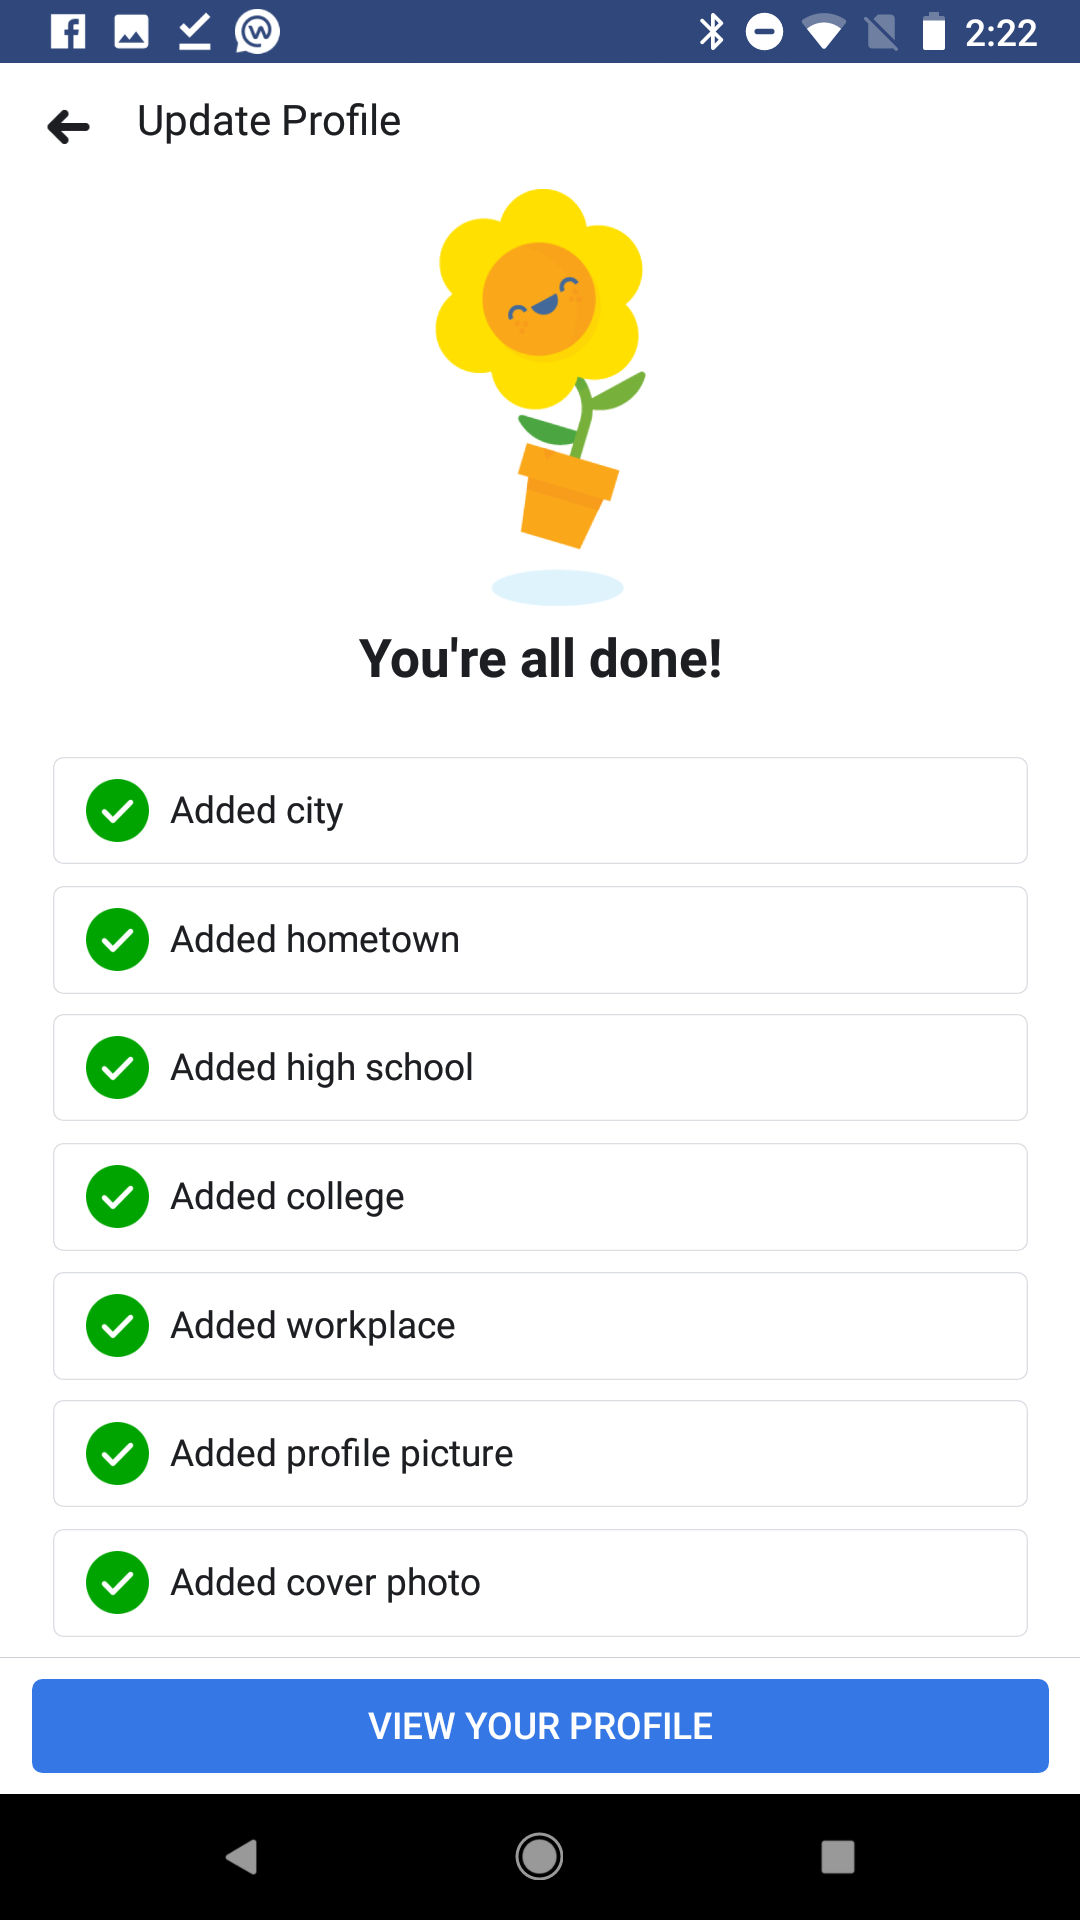 2:22
Update Profile
You're all done!
Added city
Added hometown
Added high school
Added college
Added workplace
Added profile picture
Added cover photo
VIEW YOUR PROFILE